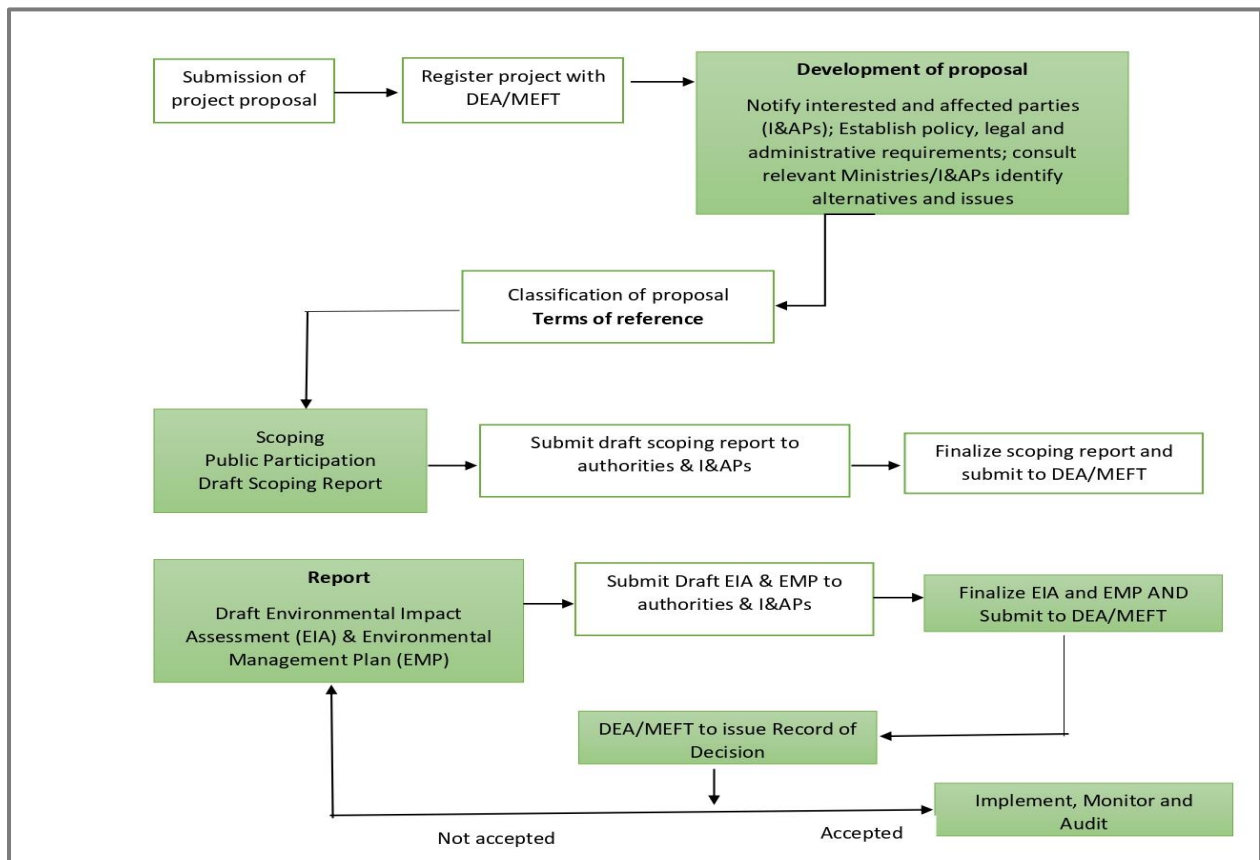 Submission of
project proposal
Register project with
DEA/MEFT
Development of proposal
Notify interested and affected parties
(I&APs); Establish policy, legal and
administrative requirements; consult
relevant Ministries/I&APs identify
alternatives and issues
Classification of proposal
Terms of reference
Scoping
Public Participation
Draft Scoping Report
Submit draft scoping report to
authorities & I&APs
Finalize scoping report and
submit to DEA/MEFT
Report
Draft Environmental Impact
Assessment (EIA) & Environmental
Management Plan (EMP)
Submit Draft EIA & EMP to
authorities & I&APs
Finalize EIA and EMP AND
Submit to DEA/MEFT
DEA/MEFT to issue Record of
Decision
Implement, Monitor and
Audit
Not accepted
Accepted